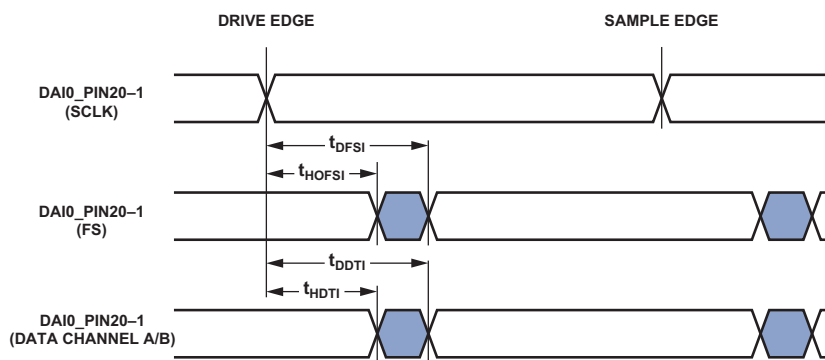 DRIVE EDGE
SAMPLE EDGE
DAI0_PIN20–1
(SCLK)
tDFSI
tHOFSI
DAI0_PIN20–1
(FS)
tDDTI
tHDTI
DAI0_PIN20–1
(DATA CHANNEL A/B)